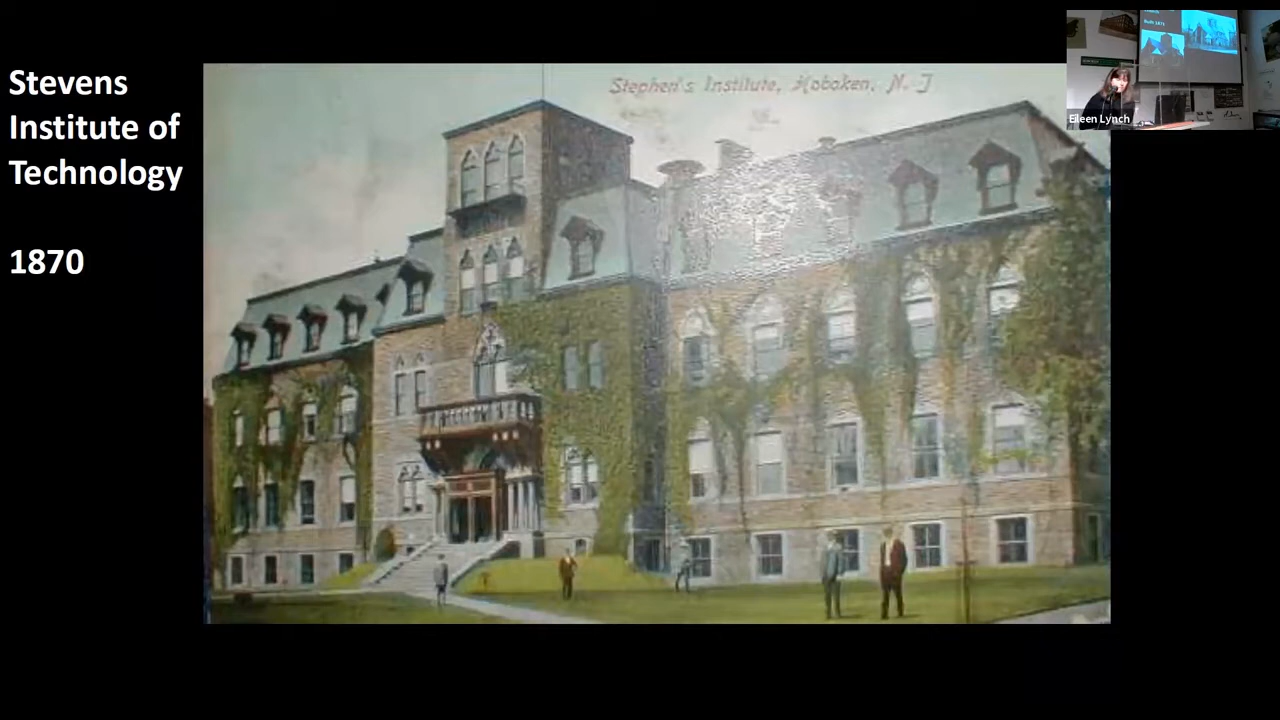 Stevens
Institute of
Technology
1870
Stephen's Institute, Hoboken, N. J
Eileen Lynch